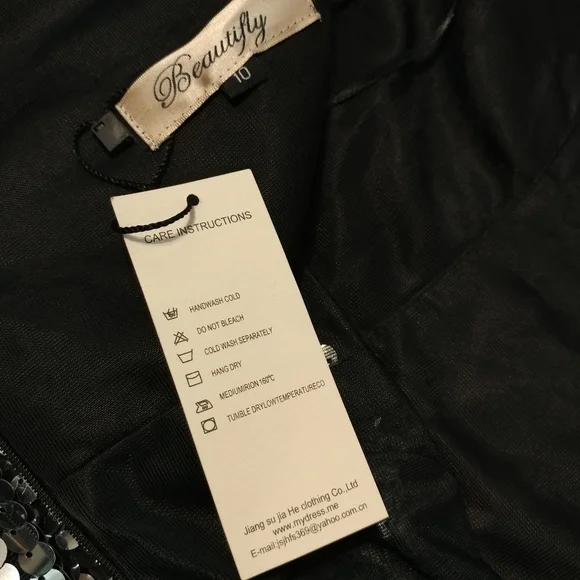 Beautifly
10
CARE INSTRUCTIONS
HANDWASH COLD
DO NOT BLEACH
COLD WASH SEPARATELY
HANG DRY
MEDIUMIRION 160℃
TUMBLE DRYLOWTEMPERATURECO
Jiang su jia He clothing Co.,Ltd
www.mydress.me
E-mail:jsjhfs369@yahoo.com.cn